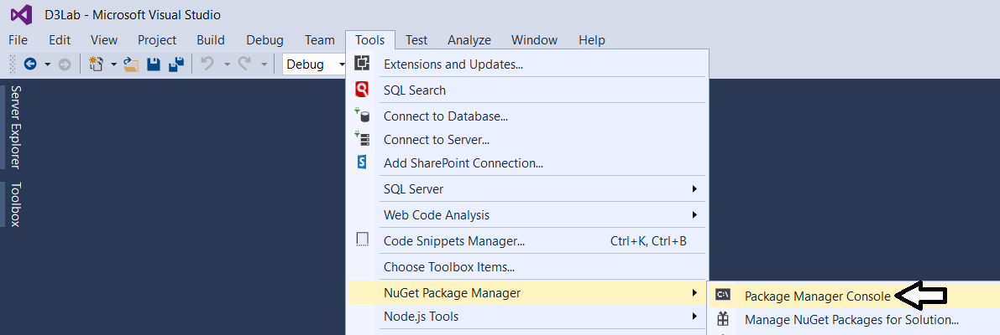 D3Lab - Microsoft Visual Studio
File Edit View Project Build Debug Team Tools Test Analyze Window Help
Debug
Server Explorer
Toolbox
Extensions and Updates...
SQL Search
Connect to Database...
Connect to Server...
Add SharePoint Connection...
SQL Server
Web Code Analysis
Code Snippets Manager... Ctrl+K, Ctrl+B
Choose Toolbox Items...
NuGet Package Manager
Node.js Tools
Package Manager Console
Manage NuGet Packages for Solution...